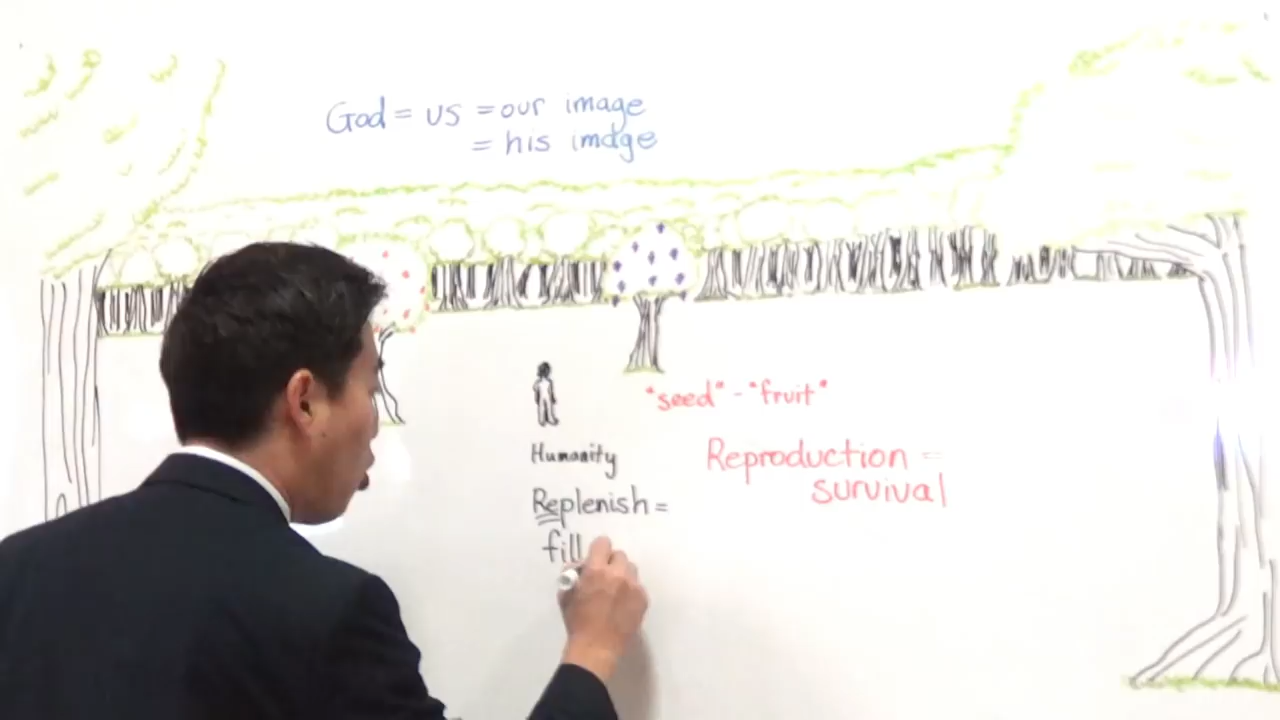 God = us = our image
= his image
"seed" - "fruit"
Humanity
Reproduction =
survival
Replenish =
fill